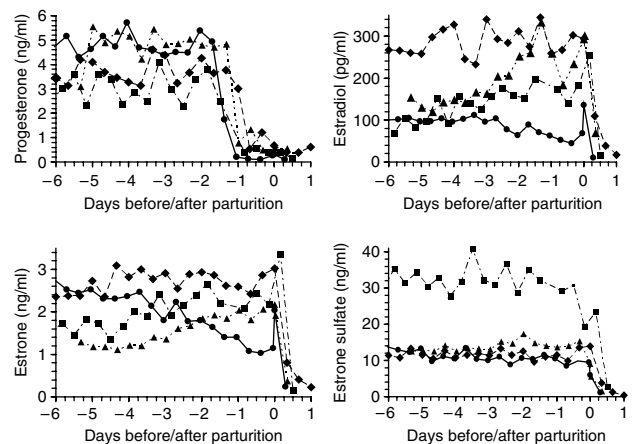 Progesterone (ng/ml)
6
5
4
3
2
1
0
-6 -5 -4 -3 -2 -1 0 1
Days before/after parturition
Estradiol (pg/ml)
300
200
100
0
-6 -5 -4 -3 -2 -1 0 1
Days before/after parturition
Estrone (ng/ml)
3
2
1
0
-6 -5 -4 -3 -2 -1 0 1
Days before/after parturition
Estrone sulfate (ng/ml)
40
30
20
10
0
-6 -5 -4 -3 -2 -1 0 1
Days before/after parturition